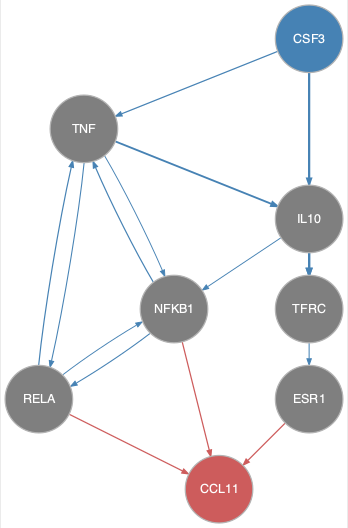 CSF3
TNF
IL10
NFKB1
TFRC
RELA
ESR1
CCL11